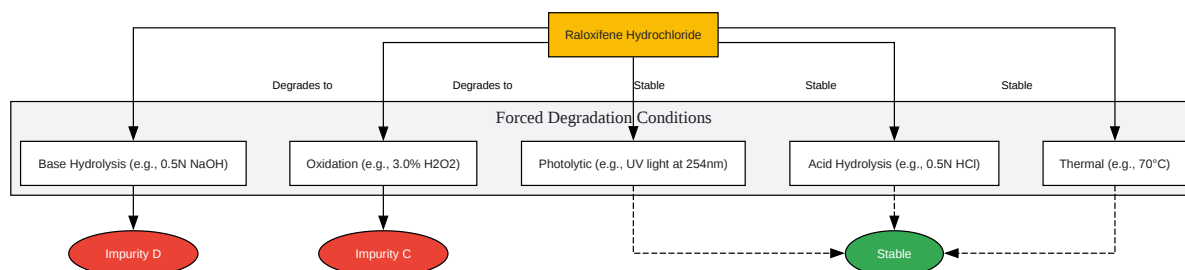 Raloxifene Hydrochloride
Degrades to
Degrades to
Stable
Stable
Stable
Forced Degradation Conditions
Base Hydrolysis (e.g., 0.5N NaOH)
Oxidation (e.g., 3.0% H2O2)
Photolytic (e.g., UV light at 254nm)
Acid Hydrolysis (e.g., 0.5N HCl)
Thermal (e.g., 70°C)
Impurity D
Impurity C
Stable